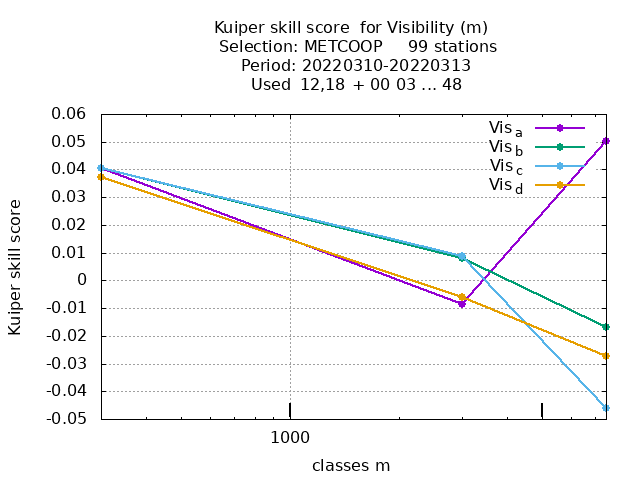 Kuiper skill score  for Visibility (m)
Selection: METCOOP     99 stations
Period: 20220310-20220313
Used  12,18 + 00 03 ... 48
Vis a
Vis b
Vis c
Vis d
0.06
0.05
0.04
0.03
0.02
0.01
0
-0.01
-0.02
-0.03
-0.04
-0.05
Kuiper skill score
1000
classes m